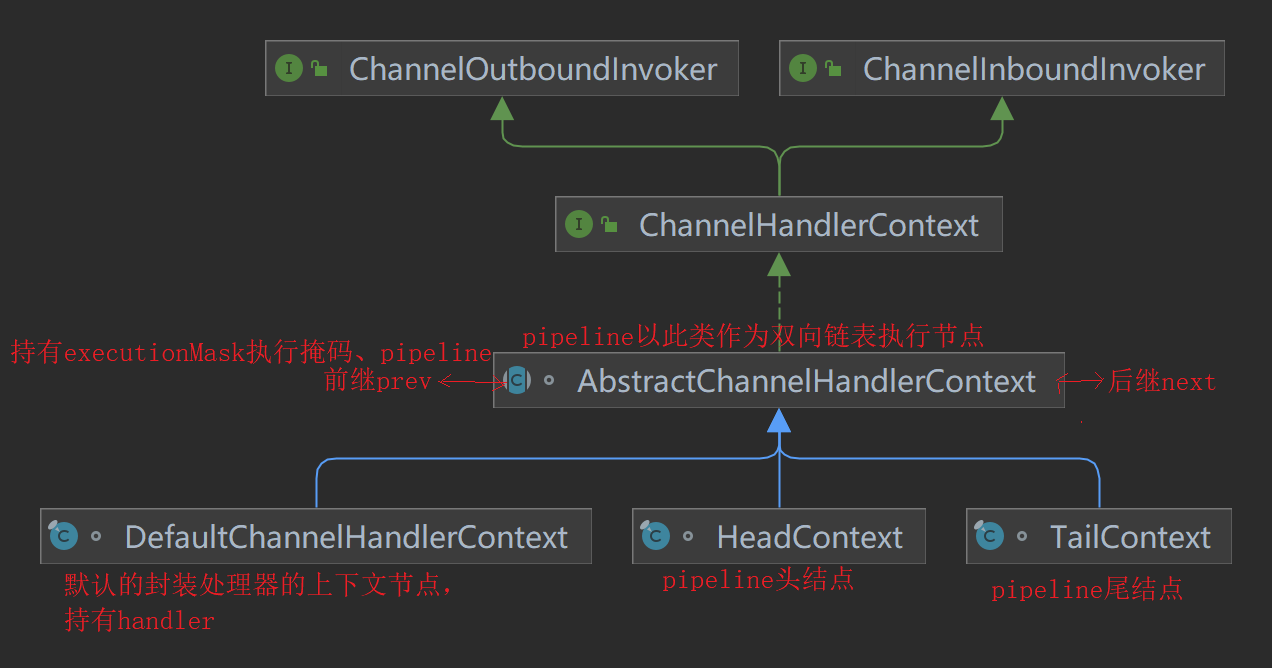 ChannelOutboundInvoker
ChannelInboundInvoker
ChannelHandlerContext
pipeline以此类作为双向链表执行节点
持有executionMask执行掩码、pipeline
前继prev
AbstractChannelHandlerContext
后继next
DefaultChannelHandlerContext
HeadContext
TailContext
默认的封装处理器的上下文节点，
持有handler
pipeline头结点
pipeline尾结点